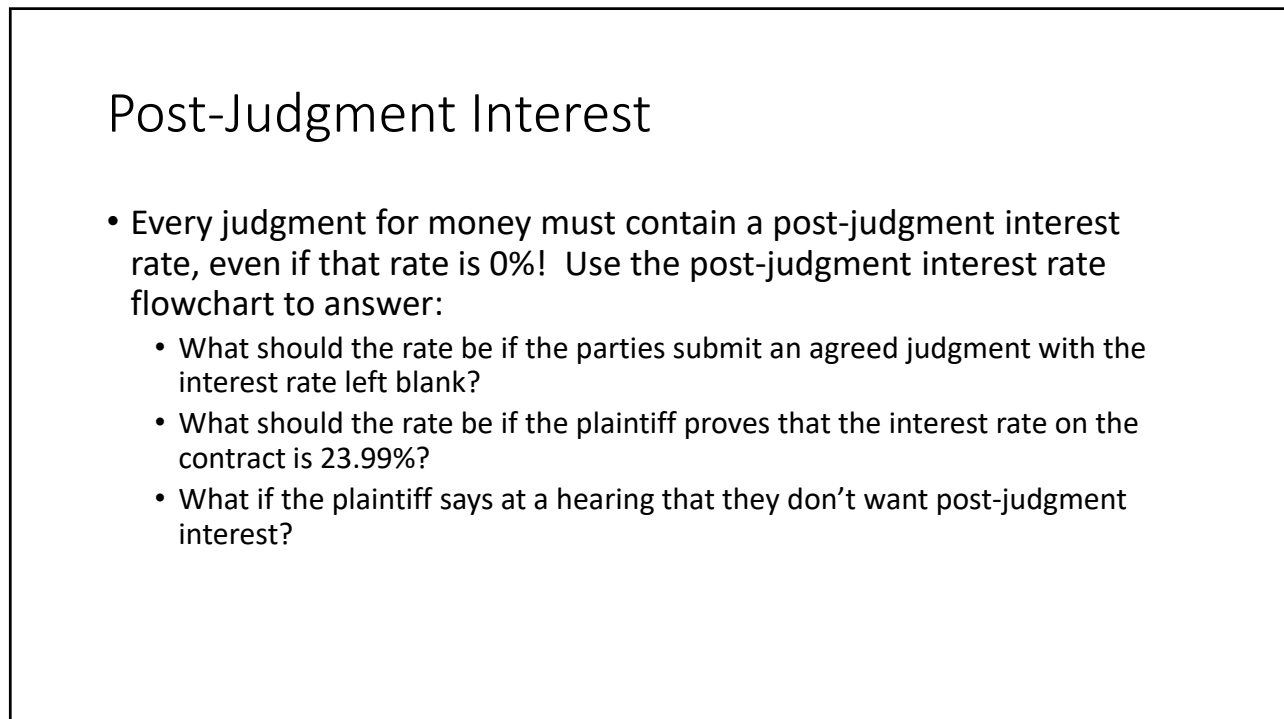 Post-Judgment Interest
• Every judgment for money must contain a post-judgment interest
rate, even if that rate is 0%!  Use the post-judgment interest rate
flowchart to answer:
• What should the rate be if the parties submit an agreed judgment with the
interest rate left blank?
• What should the rate be if the plaintiff proves that the interest rate on the
contract is 23.99%?
• What if the plaintiff says at a hearing that they don’t want post-judgment
interest?